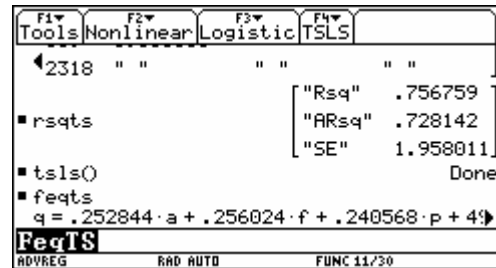 F1▾ F2▾ F3▾ F4▾
Tools Nonlinear Logistic TSLS
◀2318 " " " " " "
"Rsq" .756759
▪rsqts "ARsq" .728142
"SE" 1.958011
▪tsls() Done
▪feqts
q=.252844·a+.256024·f+.240568·p+49▶
FeqTS
ADVREG RAD AUTO FUNC 11/30